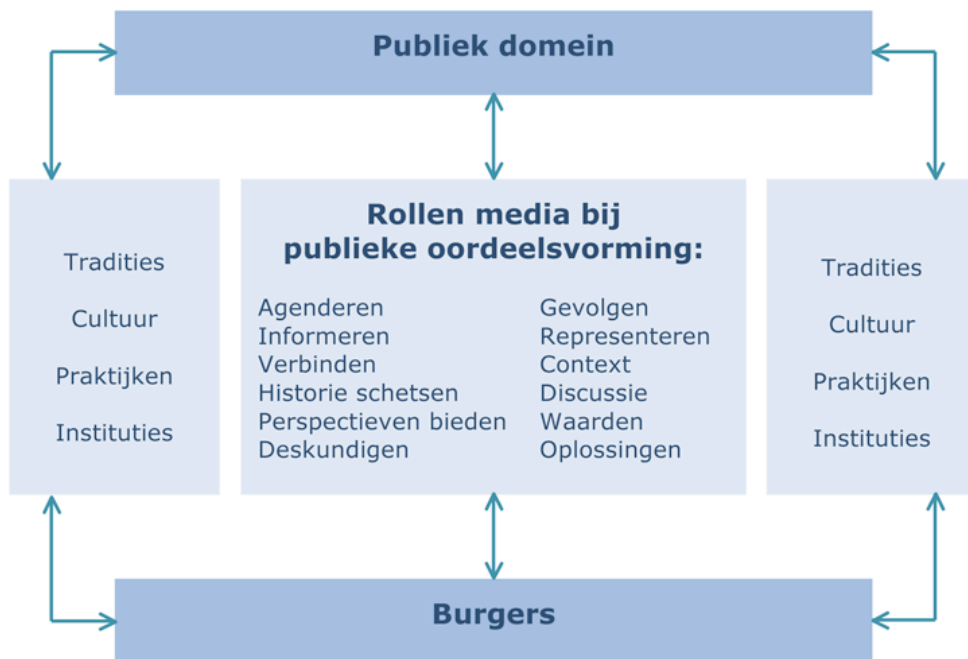 Publiek domein
Tradities
Cultuur
Praktijken
Instituties
Rollen media bij
publieke oordeelsvorming:
Agenderen
Informeren
Verbinden
Historie schetsen
Perspectieven bieden
Deskundigen
Gevolgen
Representeren
Context
Discussie
Waarden
Oplossingen
Tradities
Cultuur
Praktijken
Instituties
Burgers